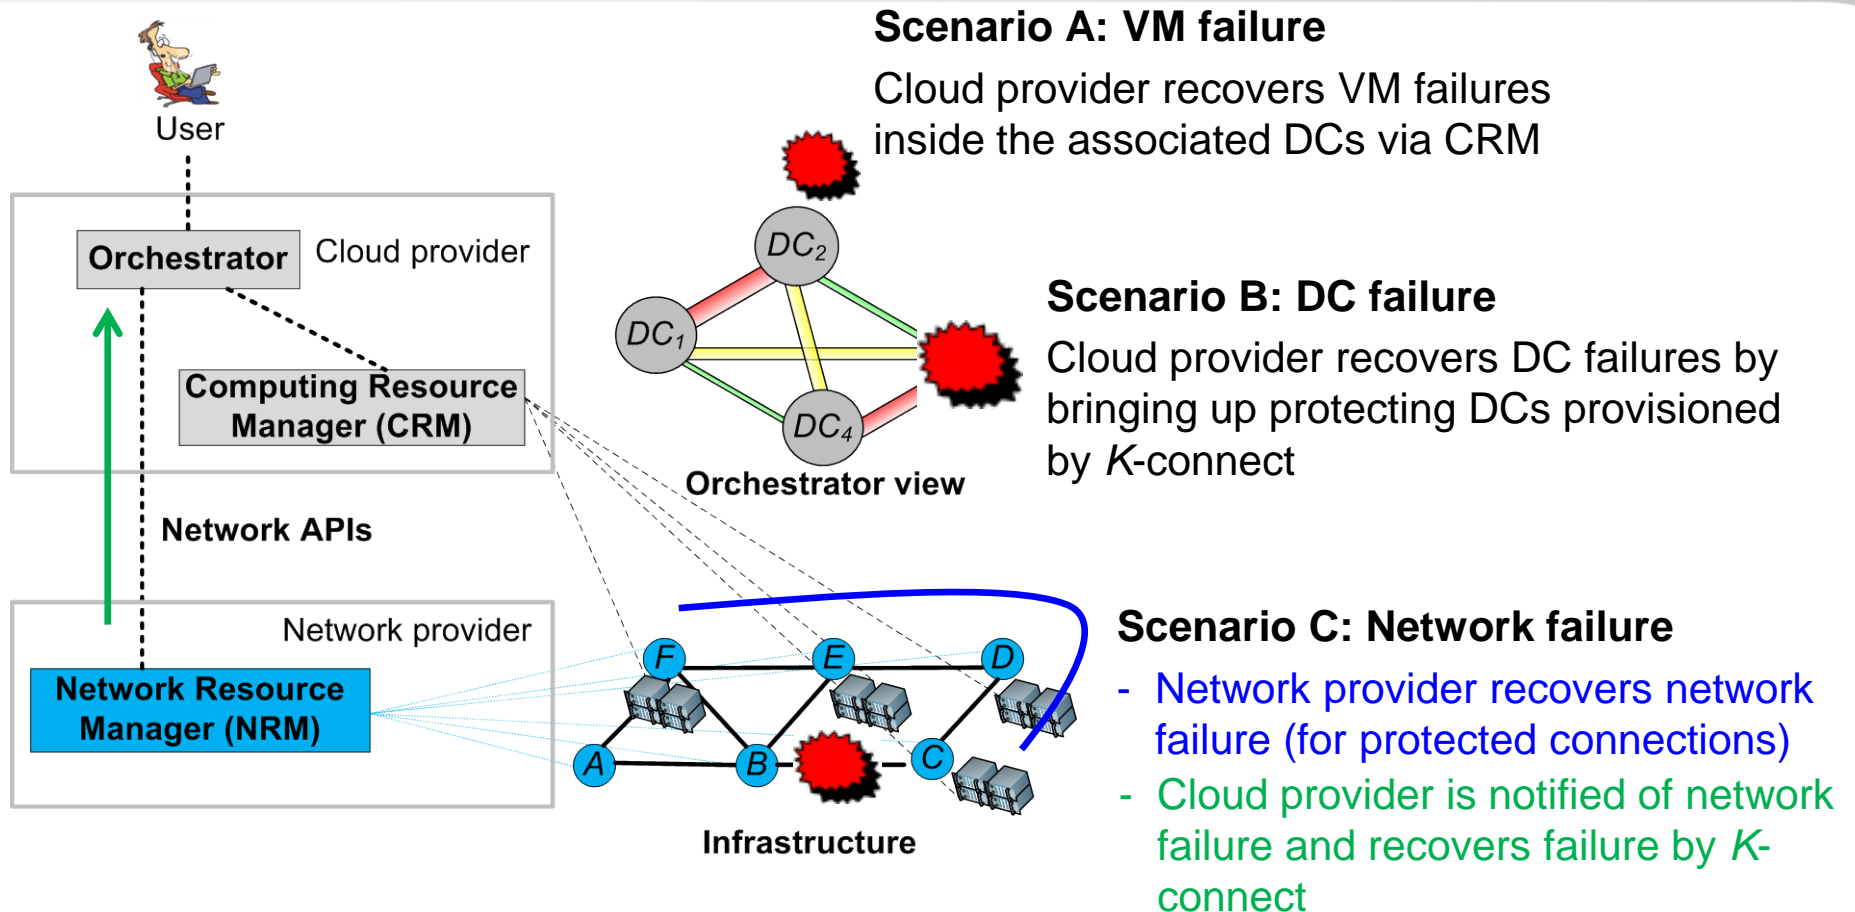 Scenario A: VM failure
Cloud provider recovers VM failures
inside the associated DCs via CRM
User
Orchestrator
Cloud provider
Computing Resource
Manager (CRM)
DC₂
DC₁
DC₄
Orchestrator view
Scenario B: DC failure
Cloud provider recovers DC failures by
bringing up protecting DCs provisioned
by K-connect
Network APIs
Network provider
Network Resource
Manager (NRM)
F
E
D
A
B
C
Infrastructure
Scenario C: Network failure
- Network provider recovers network
failure (for protected connections)
- Cloud provider is notified of network
failure and recovers failure by K-
connect